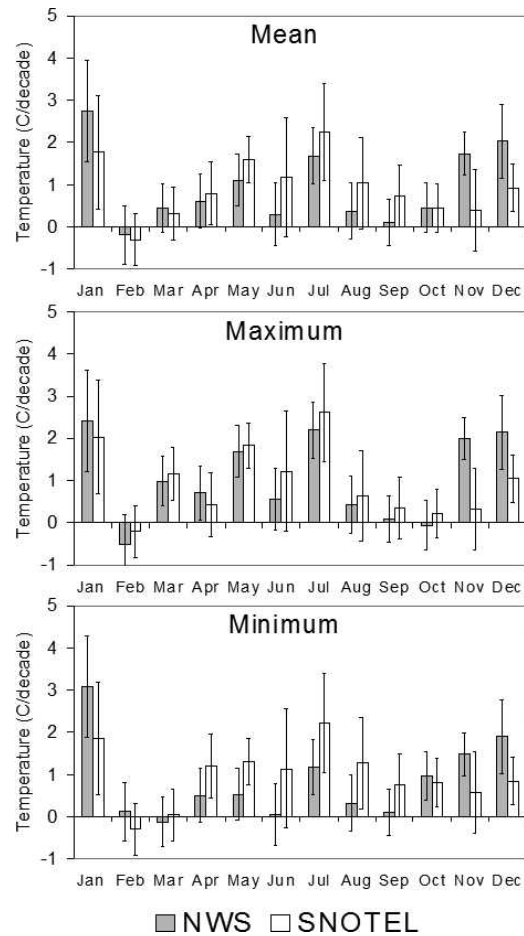 Mean
Temperature (C/decade)
5
4
3
2
1
0
-1
Jan Feb Mar Apr May Jun Jul Aug Sep Oct Nov Dec
Maximum
Temperature (C/decade)
5
4
3
2
1
0
-1
Jan Feb Mar Apr May Jun Jul Aug Sep Oct Nov Dec
Minimum
Temperature (C/decade)
5
4
3
2
1
0
-1
Jan Feb Mar Apr May Jun Jul Aug Sep Oct Nov Dec
NWS SNOTEL